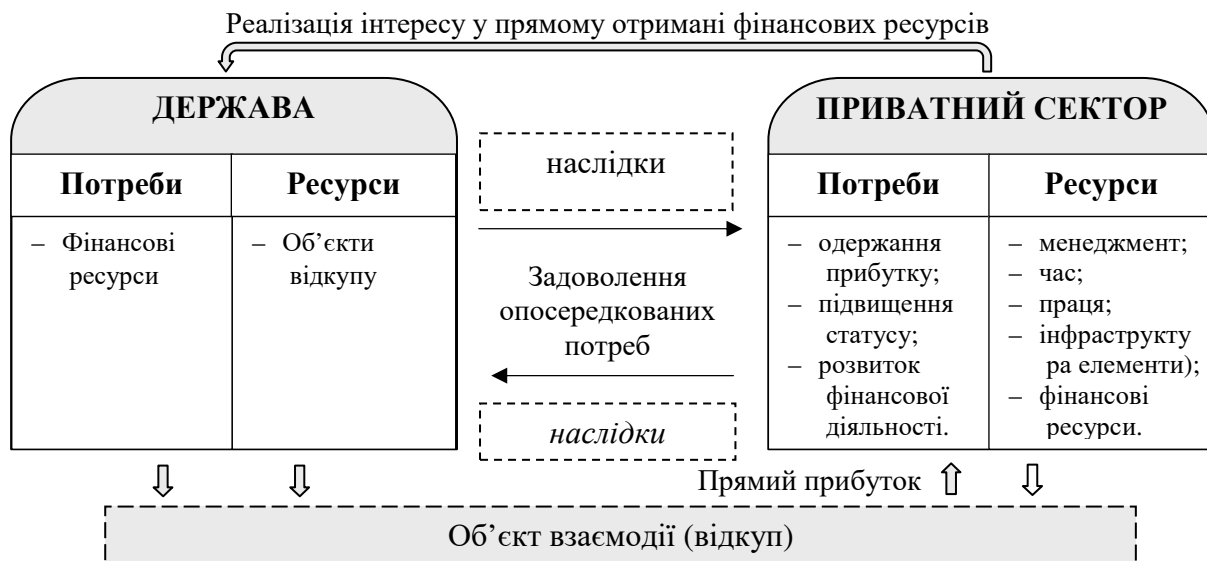 Реалізація інтересу у прямому отримані фінансових ресурсів
ДЕРЖАВА
Потреби
Ресурси
– Фінансові
ресурси
– Об’єкти
відкупу
наслідки
Задоволення
опосередкованих
потреб
наслідки
ПРИВАТНИЙ СЕКТОР
Потреби
Ресурси
– одержання
прибутку;
– підвищення
статусу;
– розвиток
фінансової
діяльності.
– менеджмент;
– час;
– праця;
– інфраструкту
ра елементи);
– фінансові
ресурси.
Прямий прибуток
Об’єкт взаємодії (відкуп)